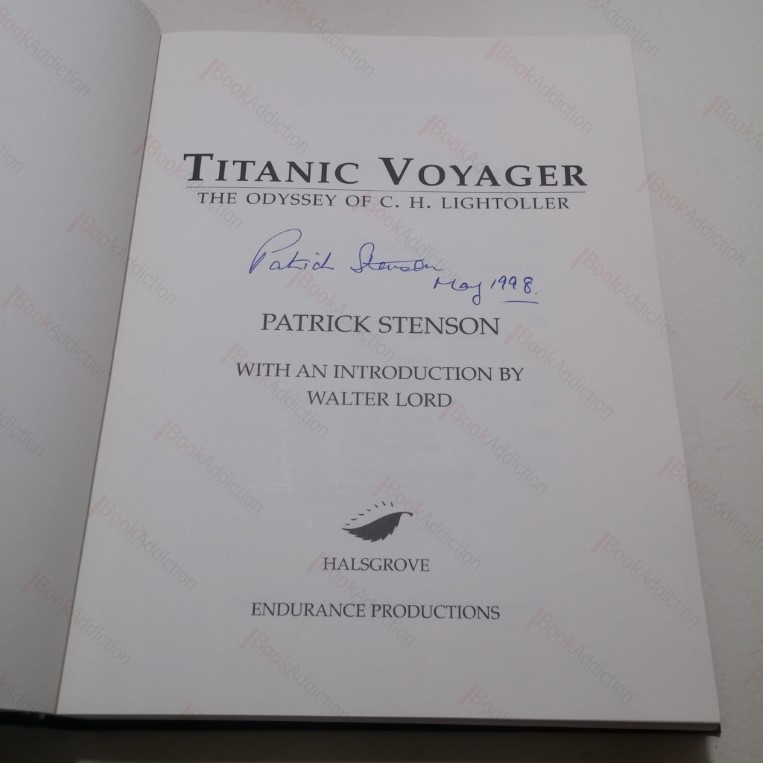 TITANIC VOYAGER
THE ODYSSEY OF C. H. LIGHTOLLER
Patrick Stenson
May 1998.
PATRICK STENSON
WITH AN INTRODUCTION BY
WALTER LORD
HALSGROVE
ENDURANCE PRODUCTIONS
BookAddiction